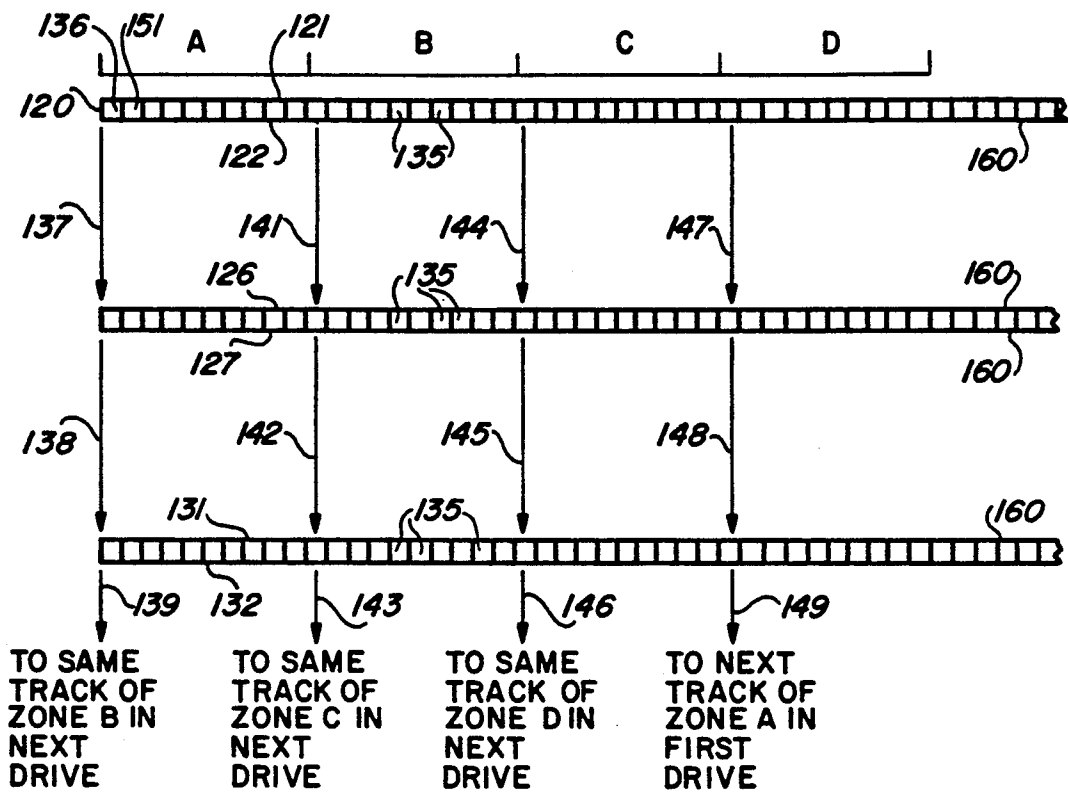 136 151 A 121 B C D
120
122 135 160
137 141 144 147
126 135 160
127 160
138 142 145 148
131 135 160
139 132 143 146 149
TO SAME TRACK OF ZONE B IN NEXT DRIVE
TO SAME TRACK OF ZONE C IN NEXT DRIVE
TO SAME TRACK OF ZONE D IN NEXT DRIVE
TO NEXT TRACK OF ZONE A IN FIRST DRIVE